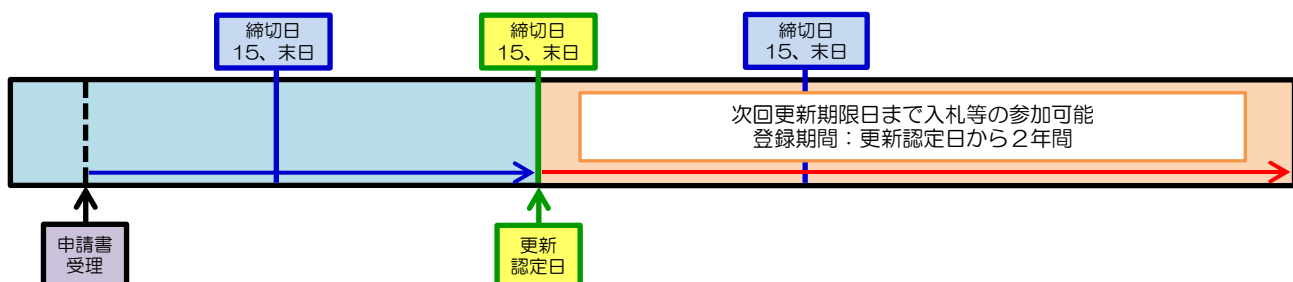 締切日
15、末日
締切日
15、末日
締切日
15、末日
次回更新期限日まで入札等の参加可能
登録期間：更新認定日から２年間
申請書
受理
更新
認定日